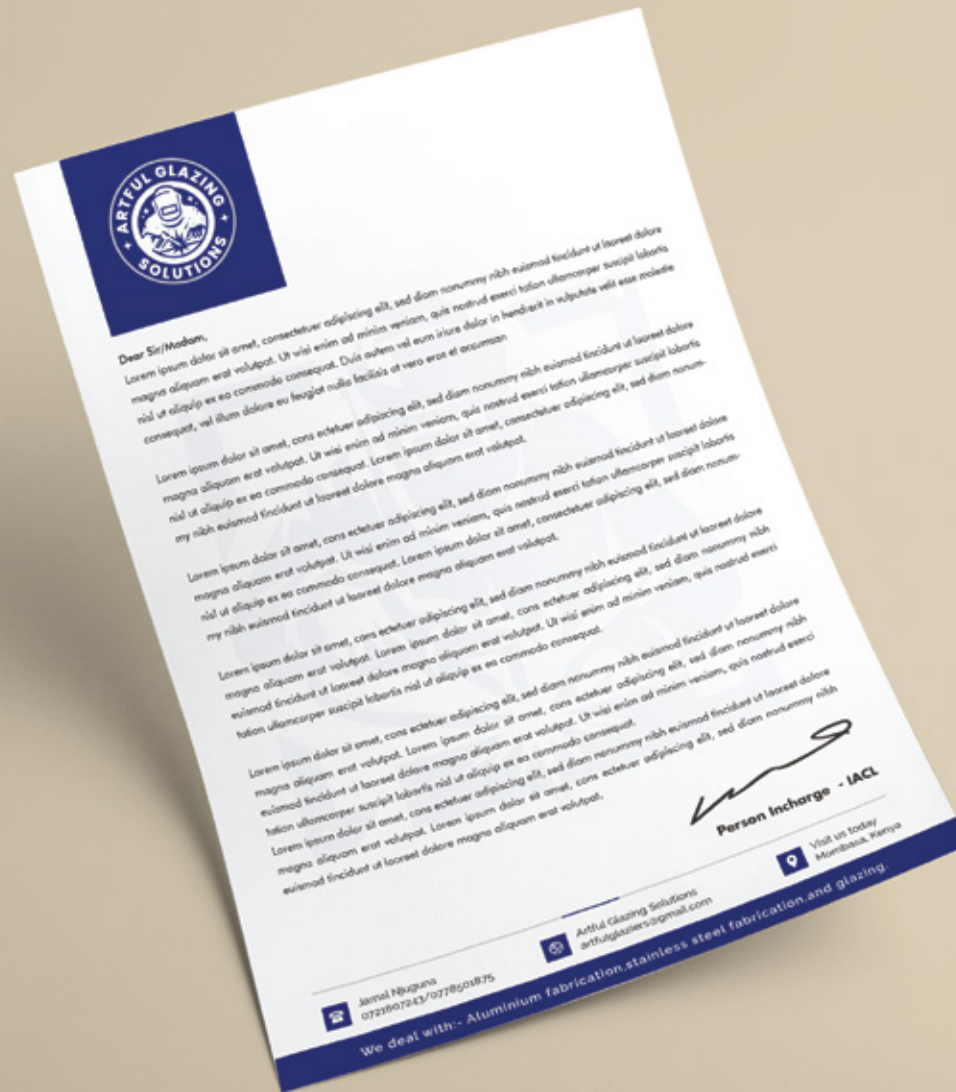 ARTFUL GLAZING
SOLUTIONS
Dear Sir/Madam,
Lorem ipsum dolor sit amet, consectetuer adipiscing elit, sed diam nonummy nibh euismod tincidunt ut laoreet dolore
magna aliquam erat volutpat. Ut wisi enim ad minim veniam, quis nostrud exerci tation ullamcorper suscipit lobortis
nisl ut aliquip ex ea commodo consequat. Duis autem vel eum iriure dolor in hendrerit in vulputate velit esse molestie
consequat, vel illum dolore eu feugiat nulla facilisis at vero eros et accumsan
Lorem ipsum dolor sit amet, cons ectetuer adipiscing elit, sed diam nonummy nibh euismod tincidunt ut laoreet dolore
magna aliquam erat volutpat. Ut wisi enim ad minim veniam, quis nostrud exerci tation ullamcorper suscipit lobortis
nisl ut aliquip ex ea commodo consequat. Lorem ipsum dolor sit amet, consectetuer adipiscing elit, sed diam nonum-
my nibh euismod tincidunt ut laoreet dolore magna aliquam erat volutpat.
Lorem ipsum dolor sit amet, cons ectetuer adipiscing elit, sed diam nonummy nibh euismod tincidunt ut laoreet dolore
magna aliquam erat volutpat. Ut wisi enim ad minim veniam, quis nostrud exerci tation ullamcorper suscipit lobortis
nisl ut aliquip ex ea commodo consequat. Lorem ipsum dolor sit amet, consectetuer adipiscing elit, sed diam nonum-
my nibh euismod tincidunt ut laoreet dolore magna aliquam erat volutpat.
Lorem ipsum dolor sit amet, cons ectetuer adipiscing elit, sed diam nonummy nibh euismod tincidunt ut laoreet dolore
magna aliquam erat volutpat. Lorem ipsum dolor sit amet, cons ectetuer adipiscing elit, sed diam nonummy nibh
euismod tincidunt ut laoreet dolore magna aliquam erat volutpat. Ut wisi enim ad minim veniam, quis nostrud exerci
tation ullamcorper suscipit lobortis nisl ut aliquip ex ea commodo consequat.
Lorem ipsum dolor sit amet, cons ectetuer adipiscing elit, sed diam nonummy nibh euismod tincidunt ut laoreet dolore
magna aliquam erat volutpat. Lorem ipsum dolor sit amet, cons ectetuer adipiscing elit, sed diam nonummy nibh
euismod tincidunt ut laoreet dolore magna aliquam erat volutpat. Ut wisi enim ad minim veniam, quis nostrud exerci
tation ullamcorper suscipit lobortis nisl ut aliquip ex ea commodo consequat.
Lorem ipsum dolor sit amet, cons ectetuer adipiscing elit, sed diam nonummy nibh euismod tincidunt ut laoreet dolore
magna aliquam erat volutpat. Lorem ipsum dolor sit amet, cons ectetuer adipiscing elit, sed diam nonummy nibh
euismod tincidunt ut laoreet dolore magna aliquam erat volutpat.
Person Incharge - IACL
Jamal Njuguna
0721607243/0778501875
Artful Glazing Solutions
artfulglaziers@gmail.com
Visit us today
Mombasa, Kenya
We deal with:- Aluminium fabrication,stainless steel fabrication,and glazing.